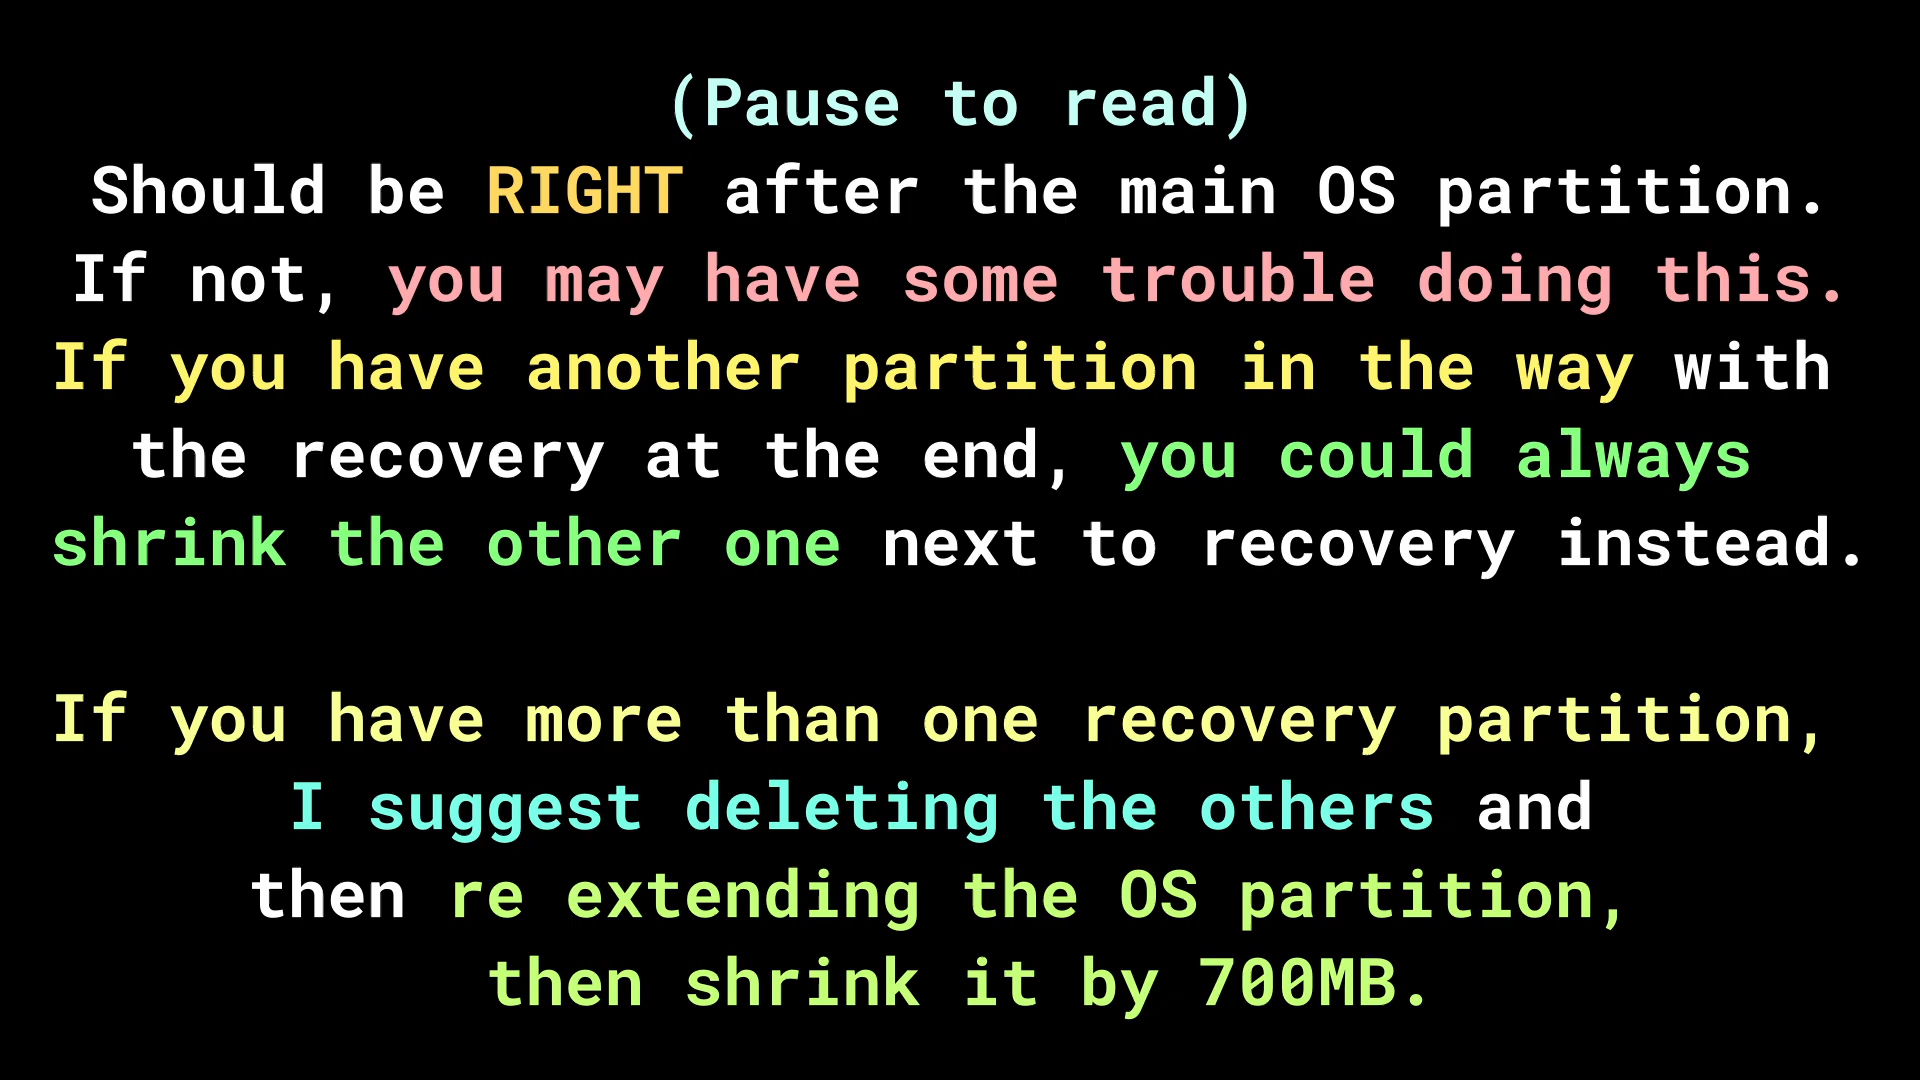 (Pause to read)
Should be RIGHT after the main OS partition.
If not, you may have some trouble doing this.
If you have another partition in the way with
the recovery at the end, you could always
shrink the other one next to recovery instead.
If you have more than one recovery partition,
I suggest deleting the others and
then re extending the OS partition,
then shrink it by 700MB.